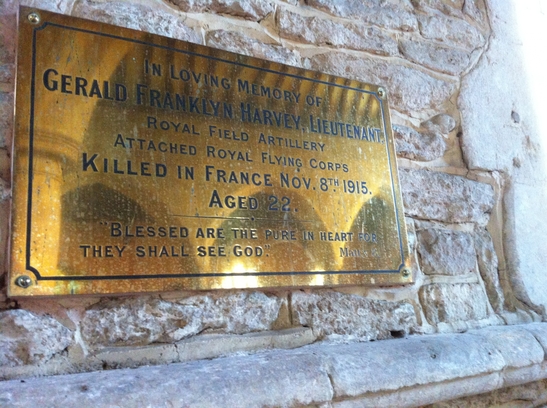 IN LOVING MEMORY OF
GERALD FRANKLYN HARVEY, LIEUTENANT
ROYAL FIELD ARTILLERY
ATTACHED ROYAL FLYING CORPS
KILLED IN FRANCE NOV. 8TH 1915.
AGED 22.
"BLESSED ARE THE PURE IN HEART FOR
THEY SHALL SEE GOD."